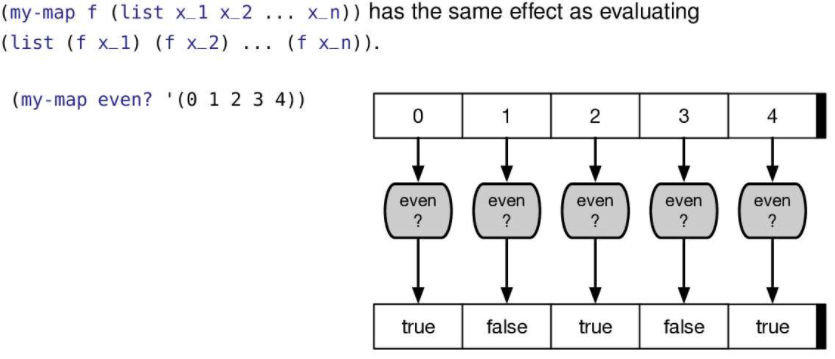 (my-map f (list x_1 x_2 ... x_n)) has the same effect as evaluating
(list (f x_1) (f x_2) ... (f x_n)).
(my-map even? '(0 1 2 3 4))
0 1 2 3 4
even even even even even
? ? ? ? ?
true false true false true